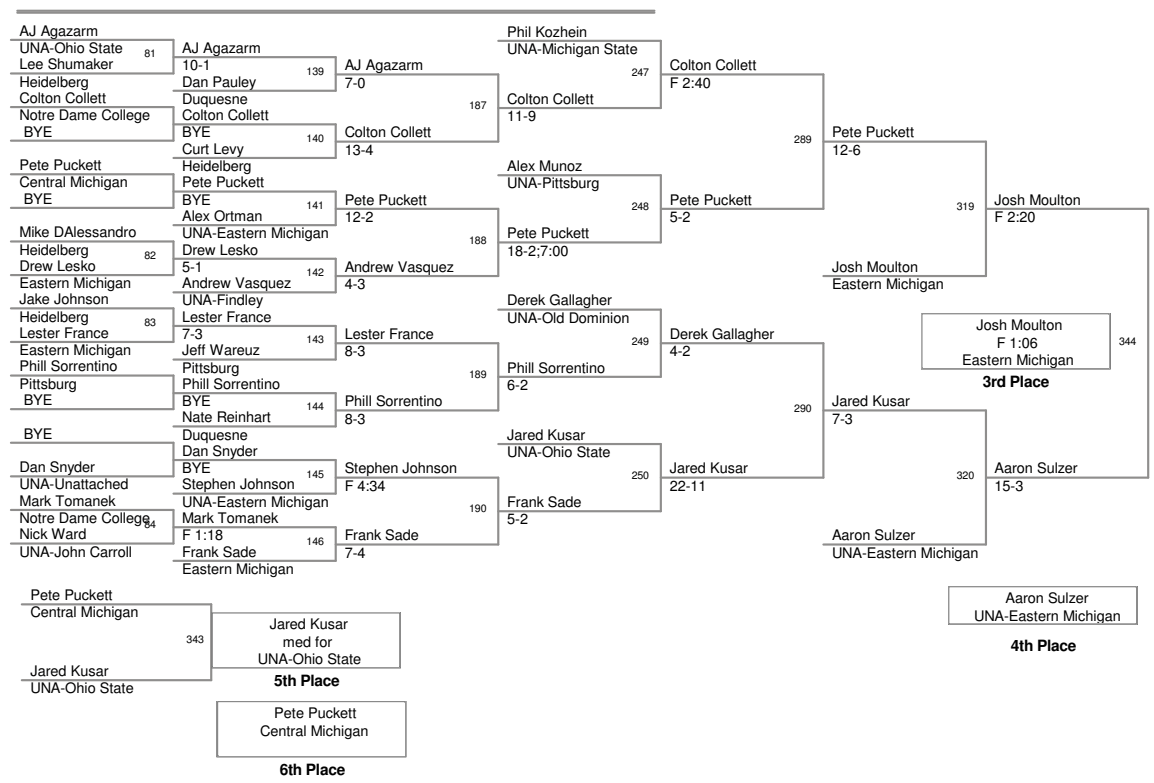 AJ Agazarm
UNA-Ohio State
81
Lee Shumaker
Heidelberg
Colton Collett
Notre Dame College
BYE
Pete Puckett
Central Michigan
BYE
Mike DAlessandro
Heidelberg
82
Drew Lesko
Eastern Michigan
Jake Johnson
Heidelberg
83
Lester France
Eastern Michigan
Phill Sorrentino
Pittsburg
BYE
BYE
Dan Snyder
UNA-Unattached
Mark Tomanek
Notre Dame College
84
Nick Ward
UNA-John Carroll
AJ Agazarm
10-1
139
Dan Pauley
Duquesne
Colton Collett
BYE
140
Curt Levy
Heidelberg
Pete Puckett
BYE
141
Alex Ortman
UNA-Eastern Michigan
Drew Lesko
5-1
142
Andrew Vasquez
UNA-Findley
Lester France
7-3
143
Jeff Wareuz
Pittsburg
Phill Sorrentino
BYE
144
Nate Reinhart
Duquesne
Dan Snyder
BYE
145
Stephen Johnson
UNA-Eastern Michigan
Mark Tomanek
F 1:18
146
Frank Sade
Eastern Michigan
AJ Agazarm
7-0
187
Colton Collett
13-4
Pete Puckett
12-2
188
Andrew Vasquez
4-3
Lester France
8-3
189
Phill Sorrentino
8-3
Stephen Johnson
F 4:34
190
Frank Sade
7-4
Phil Kozhein
UNA-Michigan State
247
Colton Collett
11-9
Alex Munoz
UNA-Pittsburg
248
Pete Puckett
18-2;7:00
Derek Gallagher
UNA-Old Dominion
249
Phill Sorrentino
6-2
Jared Kusar
UNA-Ohio State
250
Frank Sade
5-2
Colton Collett
F 2:40
289
Pete Puckett
5-2
Derek Gallagher
4-2
290
Jared Kusar
22-11
Pete Puckett
12-6
319
Josh Moulton
Eastern Michigan
Jared Kusar
7-3
320
Aaron Sulzer
UNA-Eastern Michigan
Josh Moulton
F 2:20
Josh Moulton
F 1:06
Eastern Michigan
344
3rd Place
Aaron Sulzer
15-3
Aaron Sulzer
UNA-Eastern Michigan
4th Place
Pete Puckett
Central Michigan
343
Jared Kusar
UNA-Ohio State
Jared Kusar
med for
UNA-Ohio State
5th Place
Pete Puckett
Central Michigan
6th Place